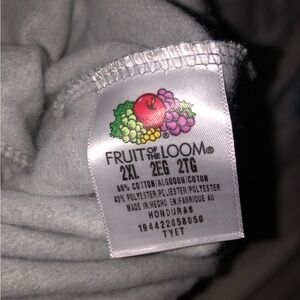 FRUIT OF THE LOOM®
2XL 2EG 2TG
60% COTTON/ALGODON/COTON
40% POLYESTER/POLIESTER/POLYESTER
MADE IN/HECHO EN/FABRIQUE AU
HONDURAS
194422058050
TYET